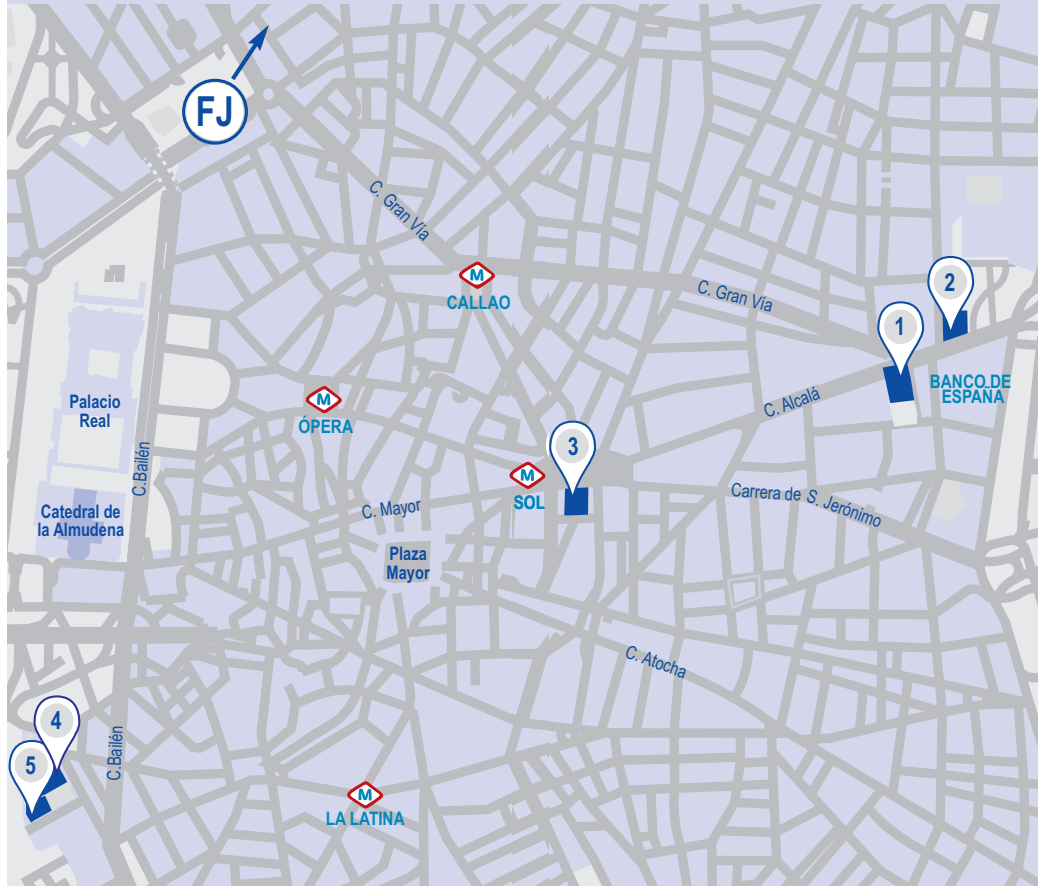 FJ
C. Gran Vía
M
CALLAO
C. Gran Vía
2
1
BANCO DE
ESPAÑA
Palacio
Real
M
ÓPERA
C. Alcalá
3
M
SOL
C.Bailén
C. Mayor
Carrera de S. Jerónimo
Catedral de
la Almudena
Plaza
Mayor
C. Atocha
4
5
C.Bailén
M
LA LATINA